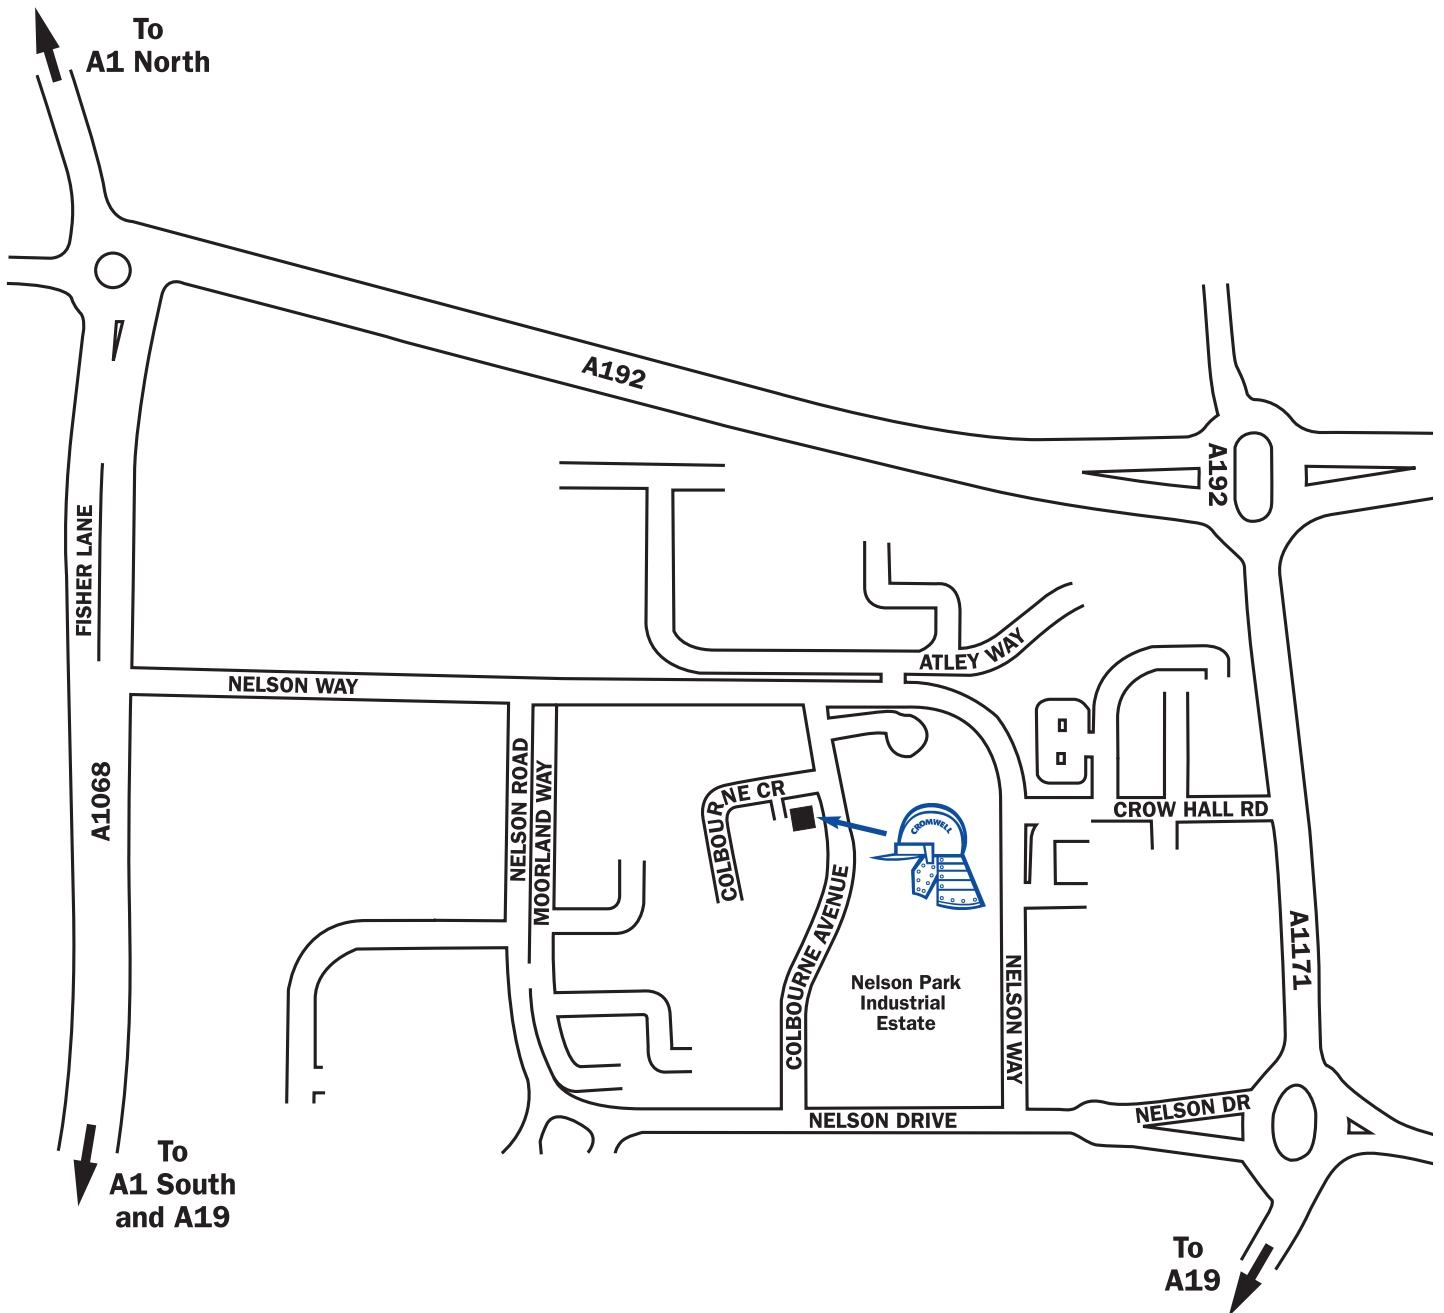 To
A1 North
A192
A192
FISHER LANE
ATLEY WAY
NELSON WAY
NELSON ROAD
MOORLAND WAY
A1068
COLBOURNE CR
CROMWELL
CROW HALL RD
COLBOURNE AVENUE
A1171
Nelson Park
Industrial
Estate
NELSON WAY
NELSON DR
NELSON DRIVE
To
A1 South
and A19
To
A19